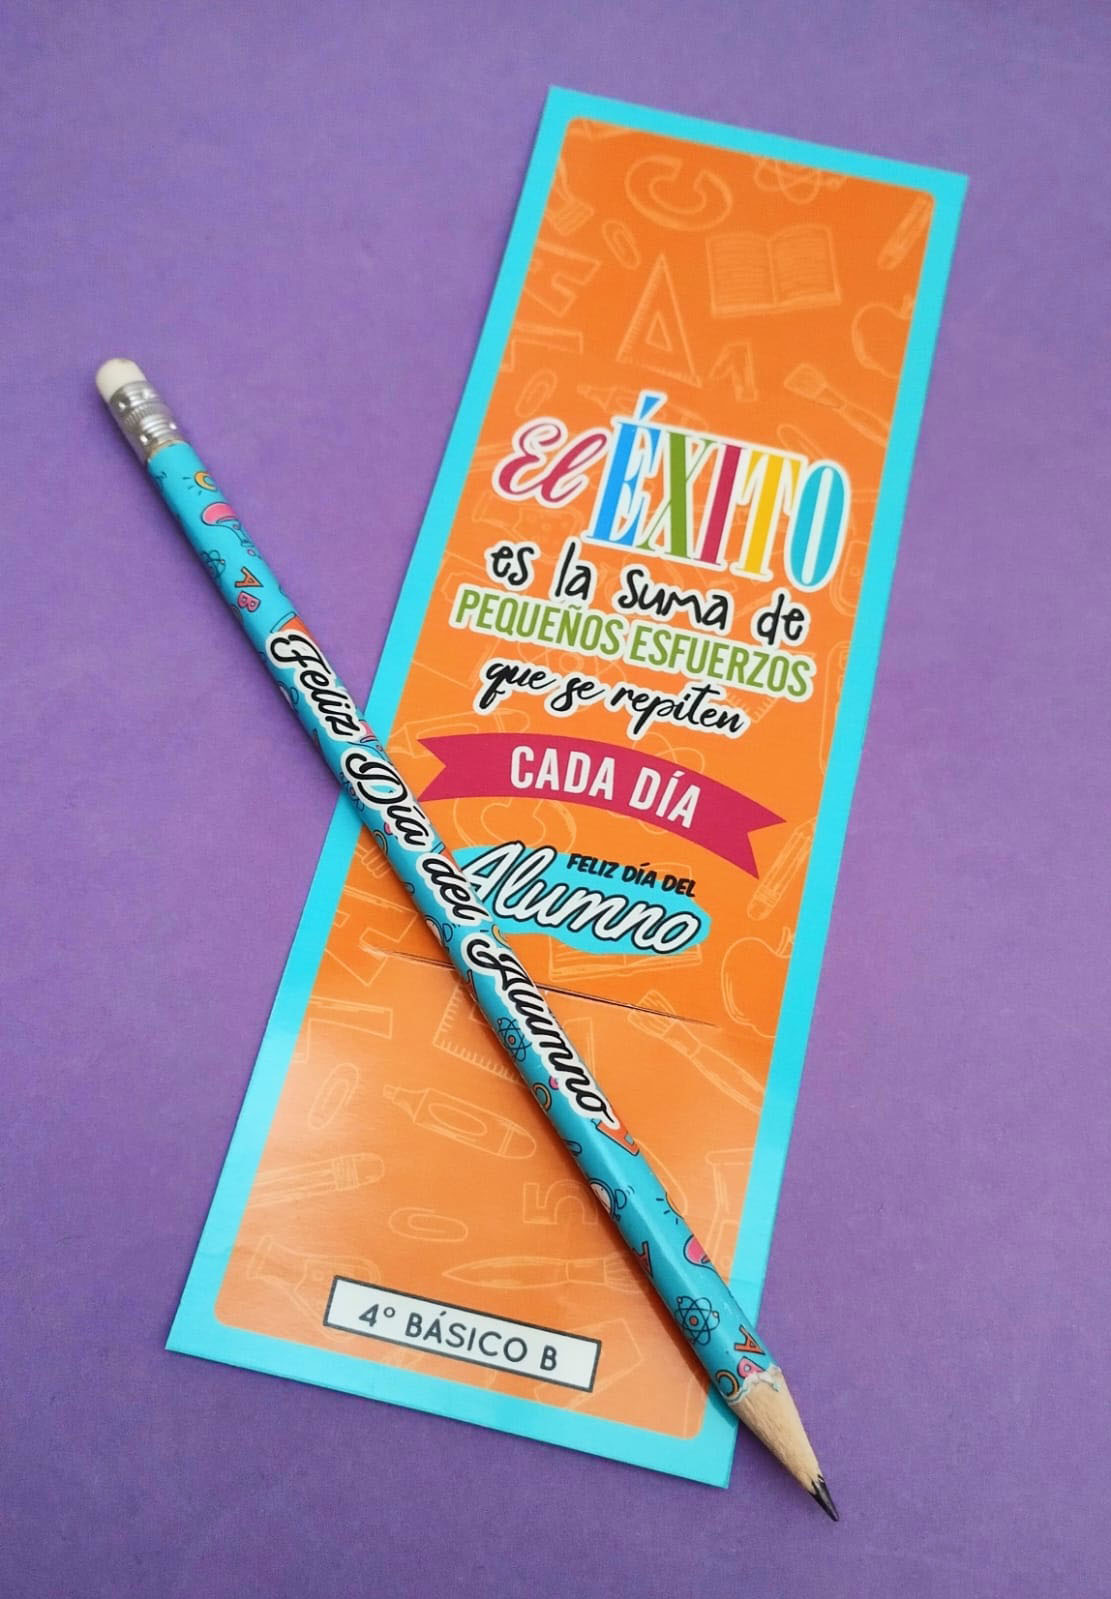 El ÉXITO
es la suma de
PEQUEÑOS ESFUERZOS
que se repiten
CADA DÍA
FELIZ DÍA DEL
Alumno
4º BÁSICO B
Feliz Día del Alumno